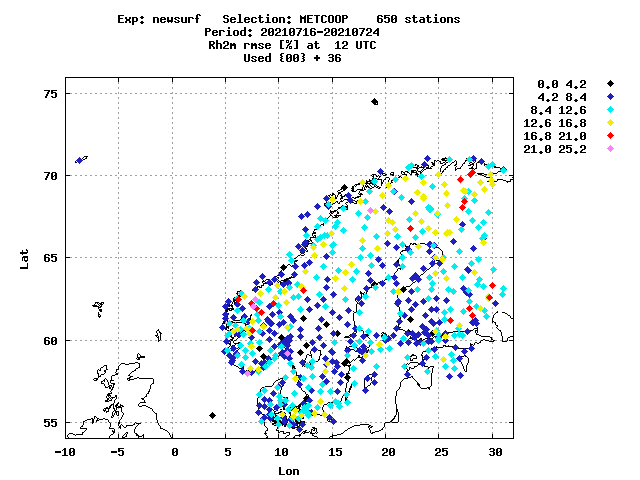 Exp: newsurf   Selection: METCOOP    650 stations
Period: 20210716-20210724
Rh2m rmse [%] at  12 UTC
Used {00} + 36
0.0 4.2
4.2 8.4
8.4 12.6
12.6 16.8
16.8 21.0
21.0 25.2
75
70
65
60
55
Lat
-10 -5 0 5 10 15 20 25 30
Lon